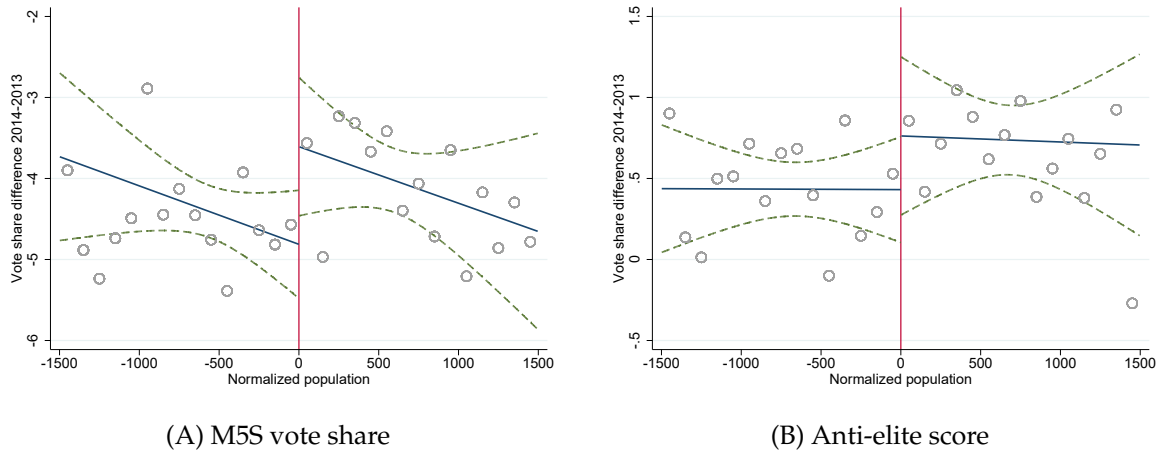 -2
-3
-4
-5
-6
Vote share difference 2014-2013
-1500 -1000 -500 0 500 1000 1500
Normalized population
(A) M5S vote share
1.5
1
.5
0
-.5
Vote share difference 2014-2013
-1500 -1000 -500 0 500 1000 1500
Normalized population
(B) Anti-elite score